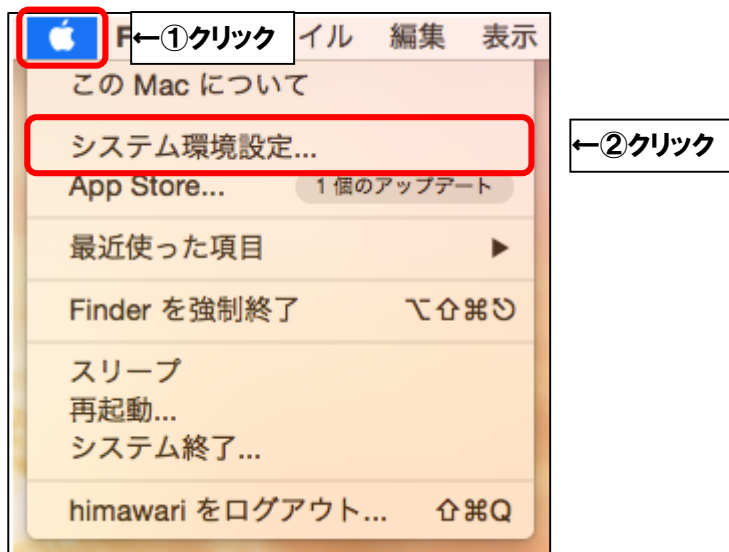 F←①クリック イル 編集 表示
この Mac について
システム環境設定...
←②クリック
App Store... 1 個のアップデート
最近使った項目 ▶
Finder を強制終了 ⌥⇧⌘⎋
スリープ
再起動...
システム終了...
himawari をログアウト... ⇧⌘Q